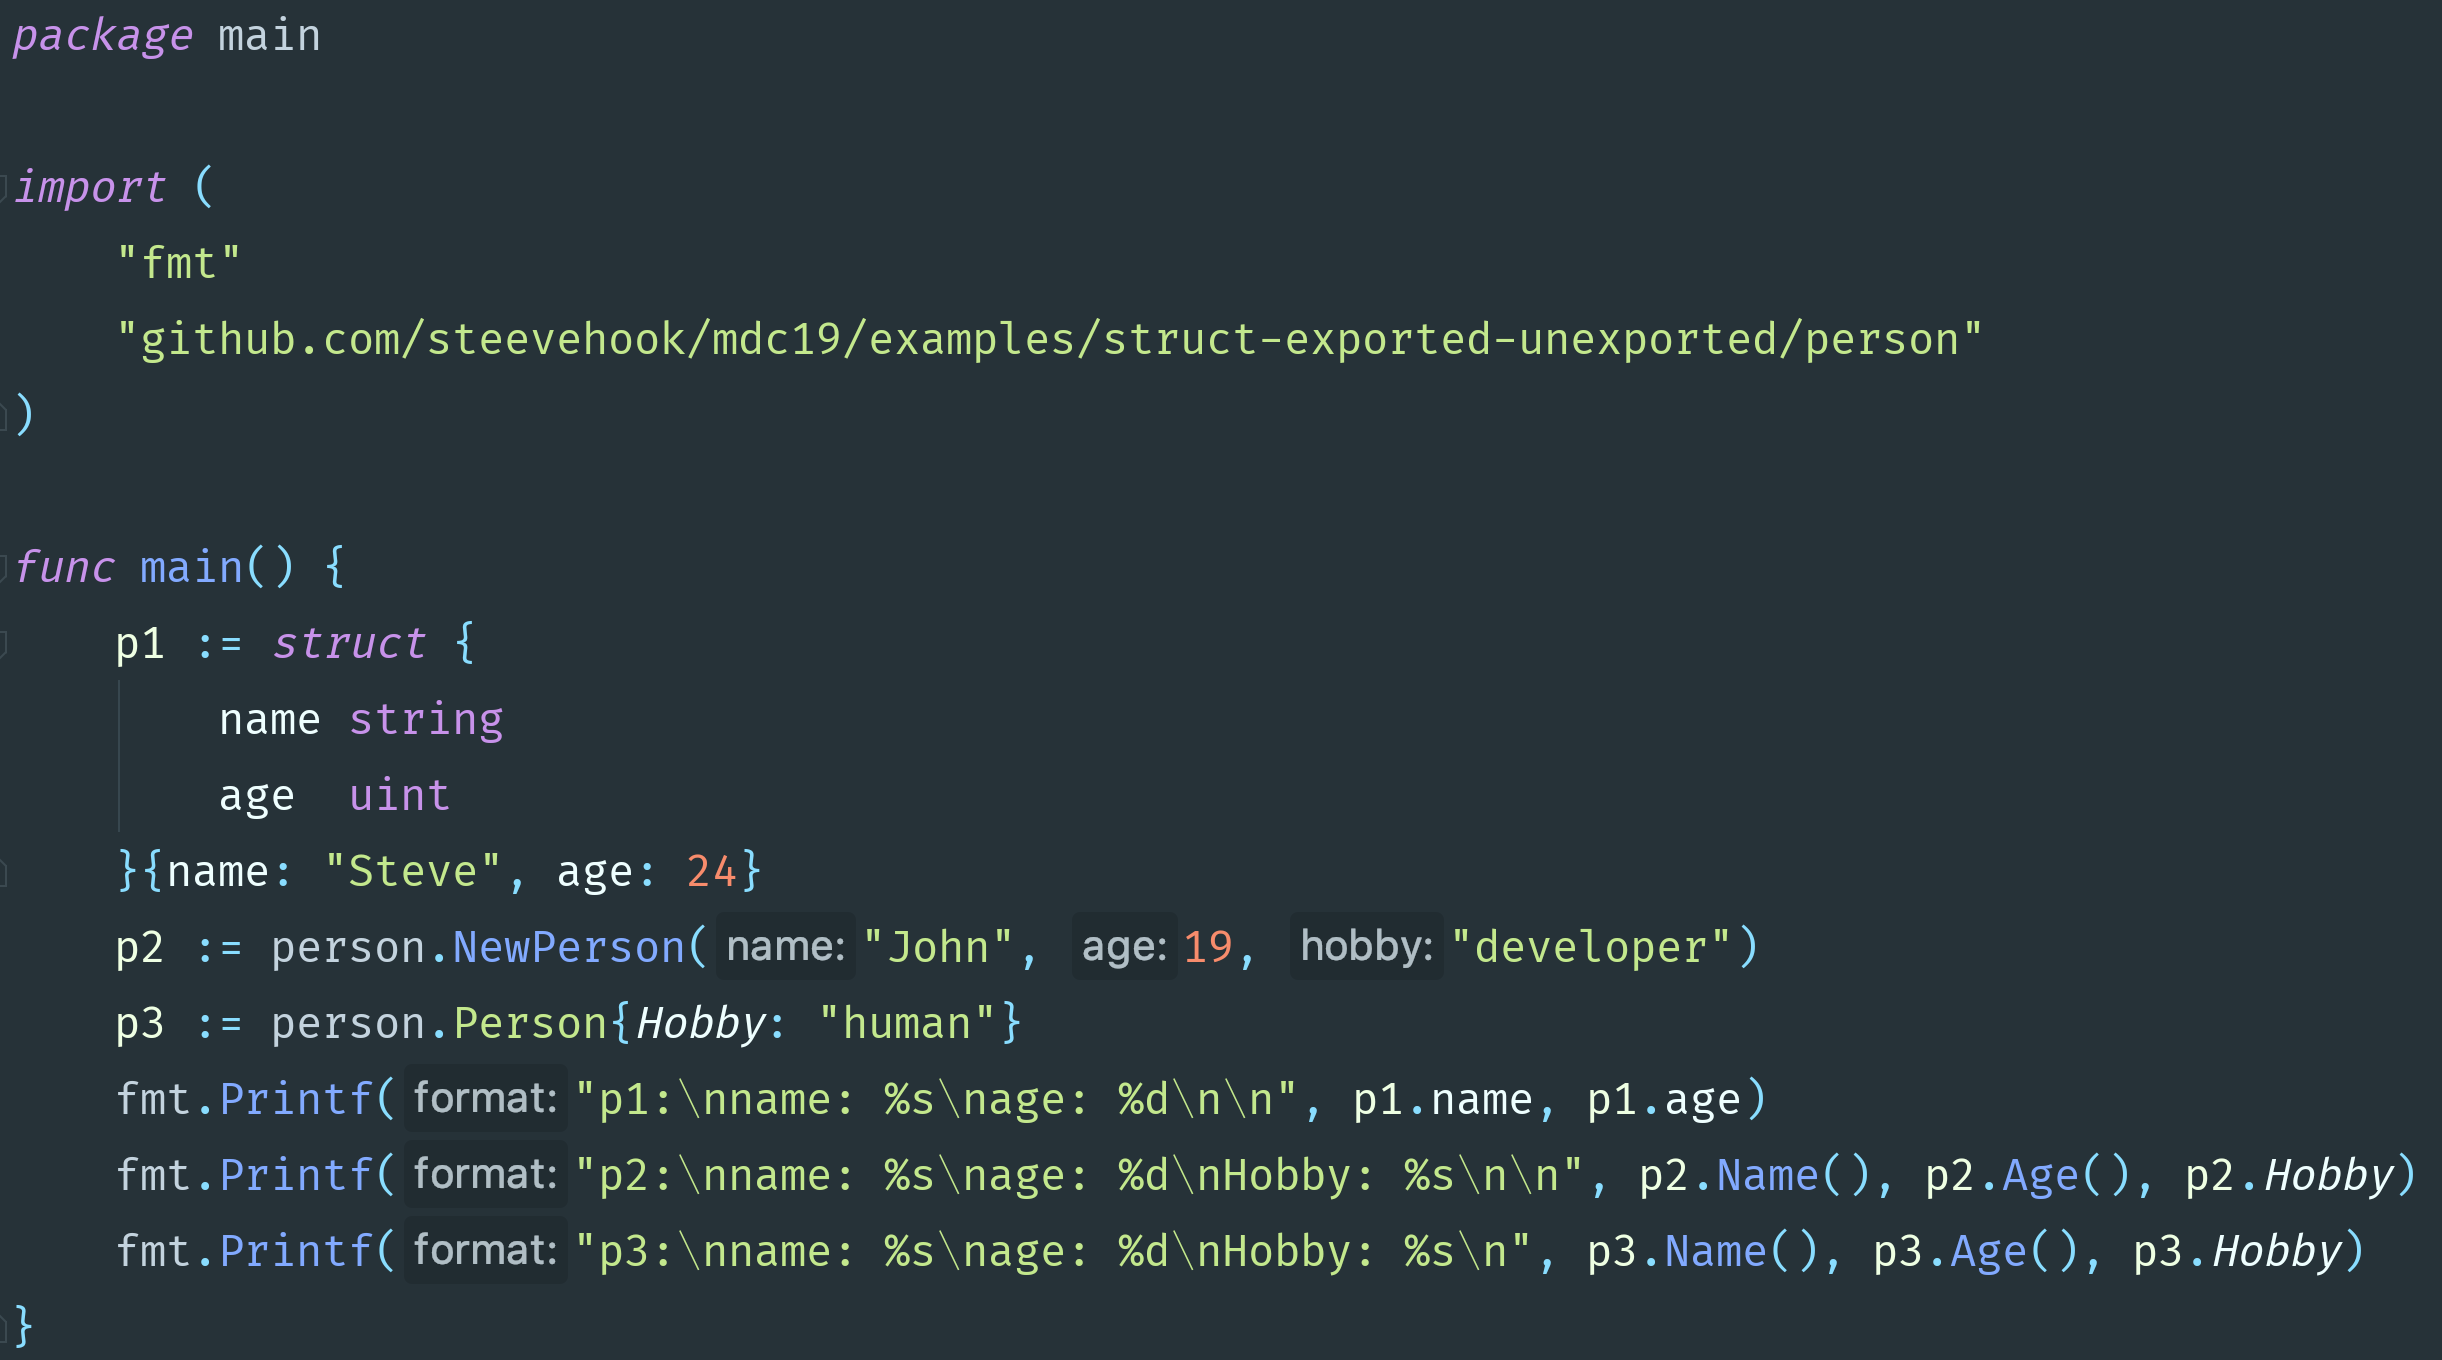 package main
import (
"fmt"
"github.com/steevehook/mdc19/examples/struct-exported-unexported/person"
)
func main() {
p1 := struct {
name string
age  uint
}{name: "Steve", age: 24}
p2 := person.NewPerson( name: "John",  age: 19,  hobby: "developer")
p3 := person.Person{Hobby: "human"}
fmt.Printf( format: "p1:\nname: %s\nage: %d\n\n", p1.name, p1.age)
fmt.Printf( format: "p2:\nname: %s\nage: %d\nHobby: %s\n\n", p2.Name(), p2.Age(), p2.Hobby)
fmt.Printf( format: "p3:\nname: %s\nage: %d\nHobby: %s\n", p3.Name(), p3.Age(), p3.Hobby)
}